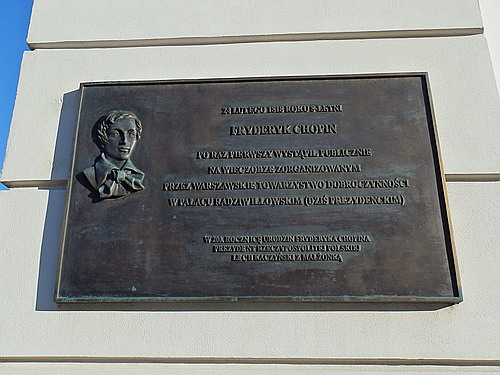 24 LUTEGO 1818 ROKU 8-LETNI
FRYDERYK CHOPIN
PO RAZ PIERWSZY WYSTĄPIŁ PUBLICZNIE
NA WIECZORZE ZORGANIZOWANYM
PRZEZ WARSZAWSKIE TOWARZYSTWO DOBROCZYNNOŚCI
W PAŁACU RADZIWIŁŁOWSKIM (DZIŚ PREZYDENCKIM)
W 200. ROCZNICĘ URODZIN FRYDERYKA CHOPINA
PREZYDENT RZECZYPOSPOLITEJ POLSKIEJ
LECH KACZYŃSKI Z MAŁŻONKĄ